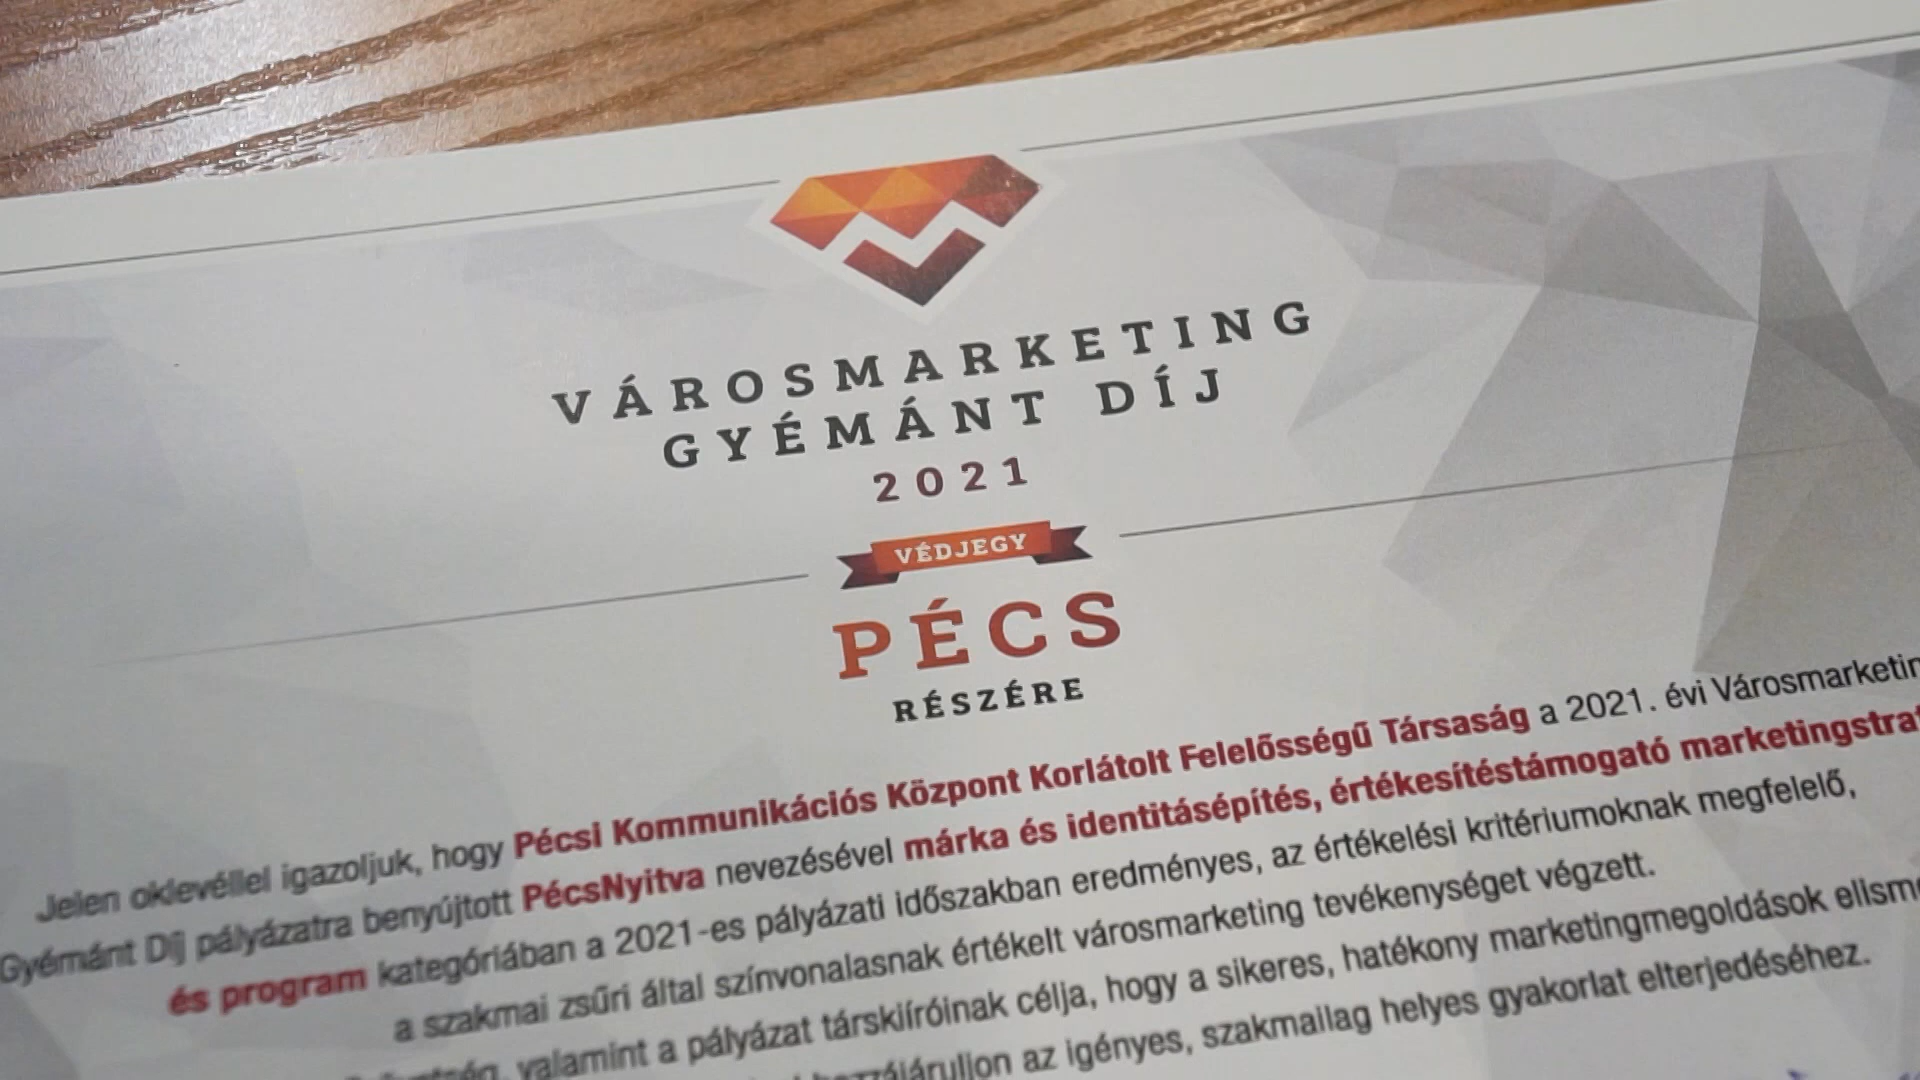 VÁROSMARKETING
GYÉMÁNT DÍJ
2021
VÉDJEGY
PÉCS
RÉSZÉRE
Jelen oklevéllel igazoljuk, hogy Pécsi Kommunikációs Központ Korlátolt Felelősségű Társaság a 2021. évi Városmarketin
Gyémánt Díj pályázatra benyújtott PécsNyitva nevezésével márka és identitásépítés, értékesítéstámogató marketingstrat
és program kategóriában a 2021-es pályázati időszakban eredményes, az értékelési kritériumoknak megfelelő,
a szakmai zsűri által színvonalasnak értékelt városmarketing tevékenységet végzett.
valamint a pályázat társkiíróinak célja, hogy a sikeres, hatékony marketingmegoldások elism
az igényes, szakmailag helyes gyakorlat elterjedéséhez.